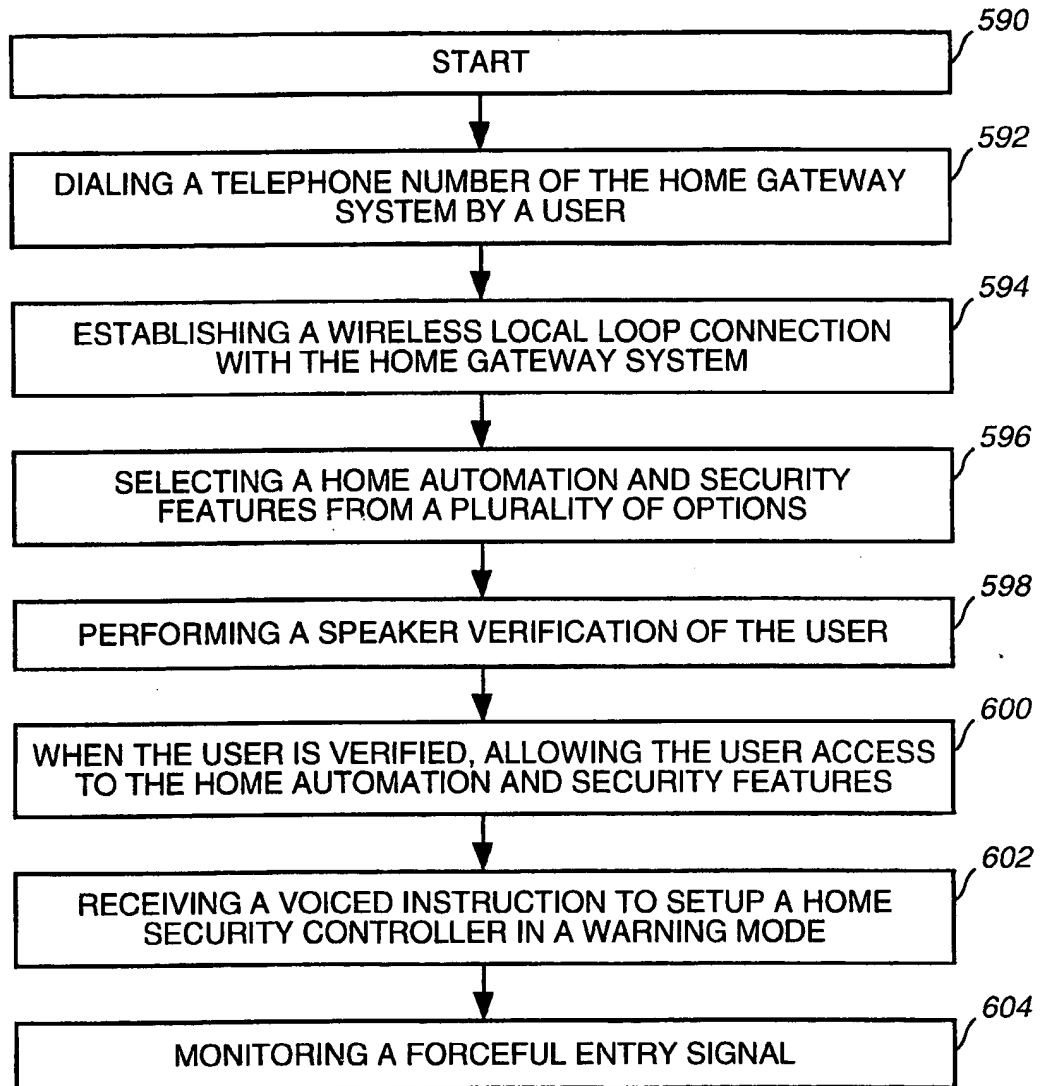 590
START
592
DIALING A TELEPHONE NUMBER OF THE HOME GATEWAY
SYSTEM BY A USER
594
ESTABLISHING A WIRELESS LOCAL LOOP CONNECTION
WITH THE HOME GATEWAY SYSTEM
596
SELECTING A HOME AUTOMATION AND SECURITY
FEATURES FROM A PLURALITY OF OPTIONS
598
PERFORMING A SPEAKER VERIFICATION OF THE USER
600
WHEN THE USER IS VERIFIED, ALLOWING THE USER ACCESS
TO THE HOME AUTOMATION AND SECURITY FEATURES
602
RECEIVING A VOICED INSTRUCTION TO SETUP A HOME
SECURITY CONTROLLER IN A WARNING MODE
604
MONITORING A FORCEFUL ENTRY SIGNAL